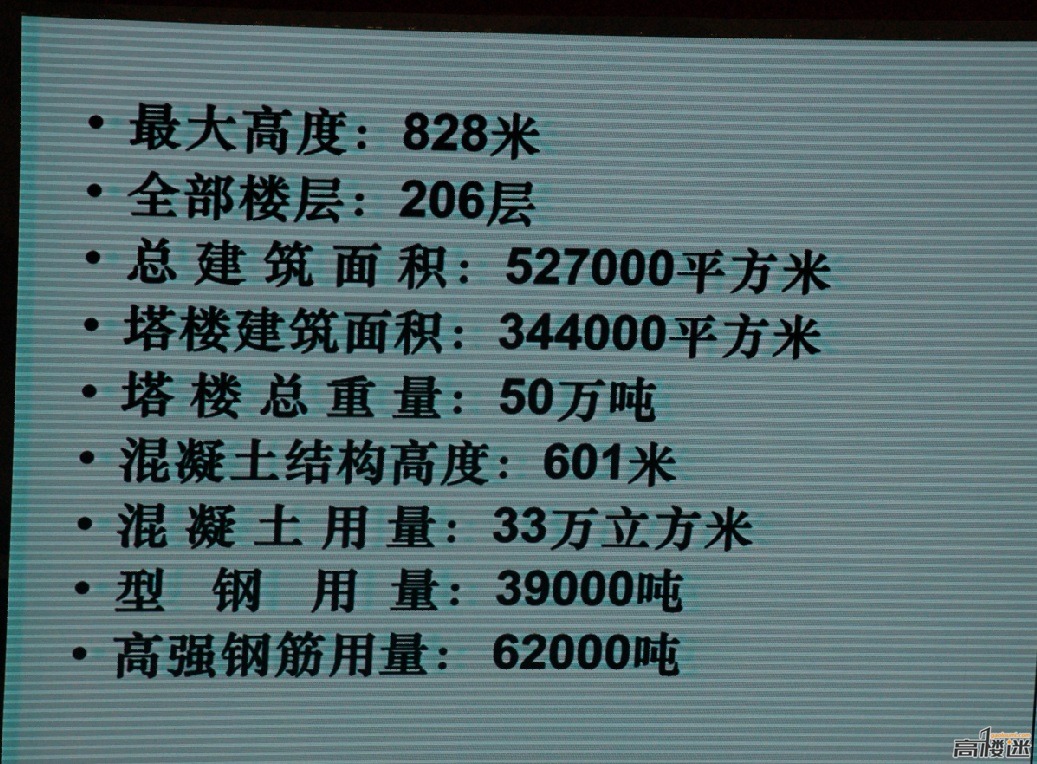 • 最大高度：828米
• 全部楼层：206层
• 总建筑面积：527000平方米
• 塔楼建筑面积：344000平方米
• 塔楼总重量：50万吨
• 混凝土结构高度：601米
• 混凝土用量：33万立方米
• 型钢用量：39000吨
• 高强钢筋用量：62000吨
高楼迷